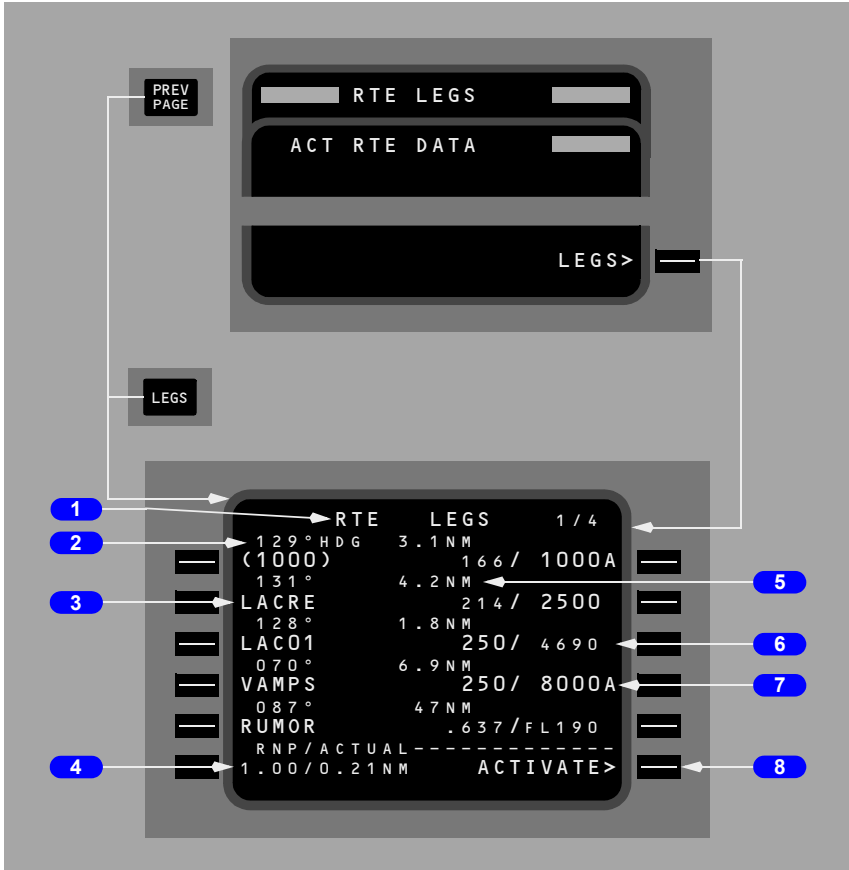 PREV
PAGE
RTE LEGS
ACT RTE DATA
LEGS>
LEGS
1
RTE LEGS 1/4
2
129°HDG 3.1NM
(1000) 166/ 1000A
131° 4.2NM
5
3
LACRE 214/ 2500
128° 1.8NM
LAC01 250/ 4690
6
070° 6.9NM
VAMPS 250/ 8000A
7
087° 47NM
RUMOR .637/FL190
RNP/ACTUAL--------------
4
1.00/0.21NM ACTIVATE>
8